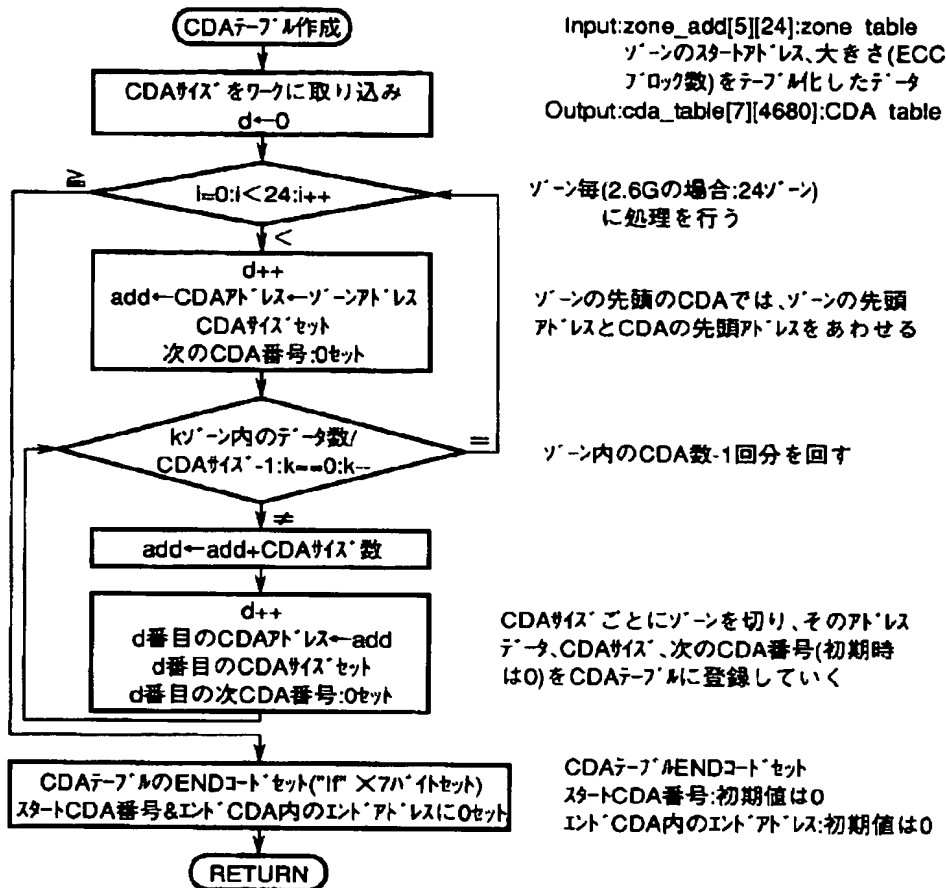 CDAテーブル作成
Input:zone_add[5][24]:zone table
ゾーンのスタートアドレス、大きさ(ECC
ブロック数)をテーブル化したデータ
Output:cda_table[7][4680]:CDA table
CDAサイズをワークに取り込み
d←0
≧
i=0:i<24:i++
<
ゾーン毎(2.6Gの場合:24ゾーン)
に処理を行う
d++
add←CDAアドレス←ゾーンアドレス
CDAサイズセット
次のCDA番号:0セット
ゾーンの先頭のCDAでは、ゾーンの先頭
アドレスとCDAの先頭アドレスをあわせる
kゾーン内のデータ数/
CDAサイズ-1:k==0:k--
=
≠
ゾーン内のCDA数-1回分を回す
add←add+CDAサイズ数
d++
d番目のCDAアドレス←add
d番目のCDAサイズセット
d番目の次CDA番号:0セット
CDAサイズごとにゾーンを切り、そのアドレス
データ、CDAサイズ、次のCDA番号(初期時
は0)をCDAテーブルに登録していく
CDAテーブルのENDコードセット("ff" ×7バイトセット)
スタートCDA番号&エンドCDA内のエンドアドレスに0セット
CDAテーブルENDコードセット
スタートCDA番号:初期値は0
エンドCDA内のエンドアドレス:初期値は0
RETURN